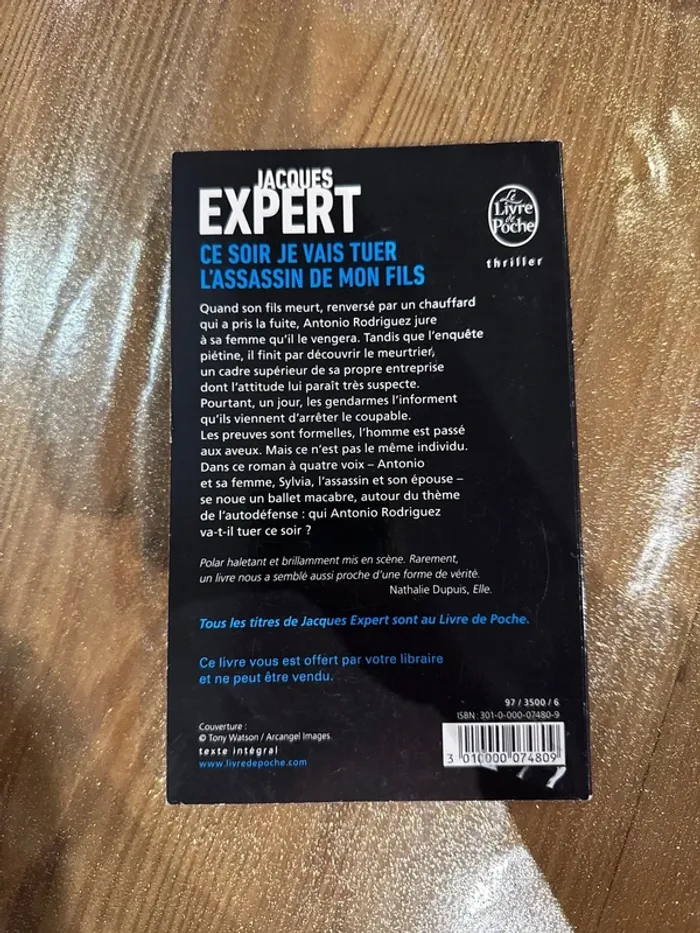 JACQUES
EXPERT
Le
Livre
de
Poche
thriller
CE SOIR JE VAIS TUER
L'ASSASSIN DE MON FILS
Quand son fils meurt, renversé par un chauffard
qui a pris la fuite, Antonio Rodriguez jure
à sa femme qu'il le vengera. Tandis que l'enquête
piétine, il finit par découvrir le meurtrier,
un cadre supérieur de sa propre entreprise
dont l'attitude lui paraît très suspecte.
Pourtant, un jour, les gendarmes l'informent
qu'ils viennent d'arrêter le coupable.
Les preuves sont formelles, l'homme est passé
aux aveux. Mais ce n'est pas le même individu.
Dans ce roman à quatre voix – Antonio
et sa femme, Sylvia, l'assassin et son épouse –
se noue un ballet macabre, autour du thème
de l'autodéfense : qui Antonio Rodriguez
va-t-il tuer ce soir ?
Polar haletant et brillamment mis en scène. Rarement,
un livre nous a semblé aussi proche d'une forme de vérité.
Nathalie Dupuis, Elle.
Tous les titres de Jacques Expert sont au Livre de Poche.
Ce livre vous est offert par votre libraire
et ne peut être vendu.
97 / 3500 / 6
ISBN : 301-0-000-07480-9
Couverture :
© Tony Watson / Arcangel Images.
texte intégral
www.livredepoche.com
3 010000 074809